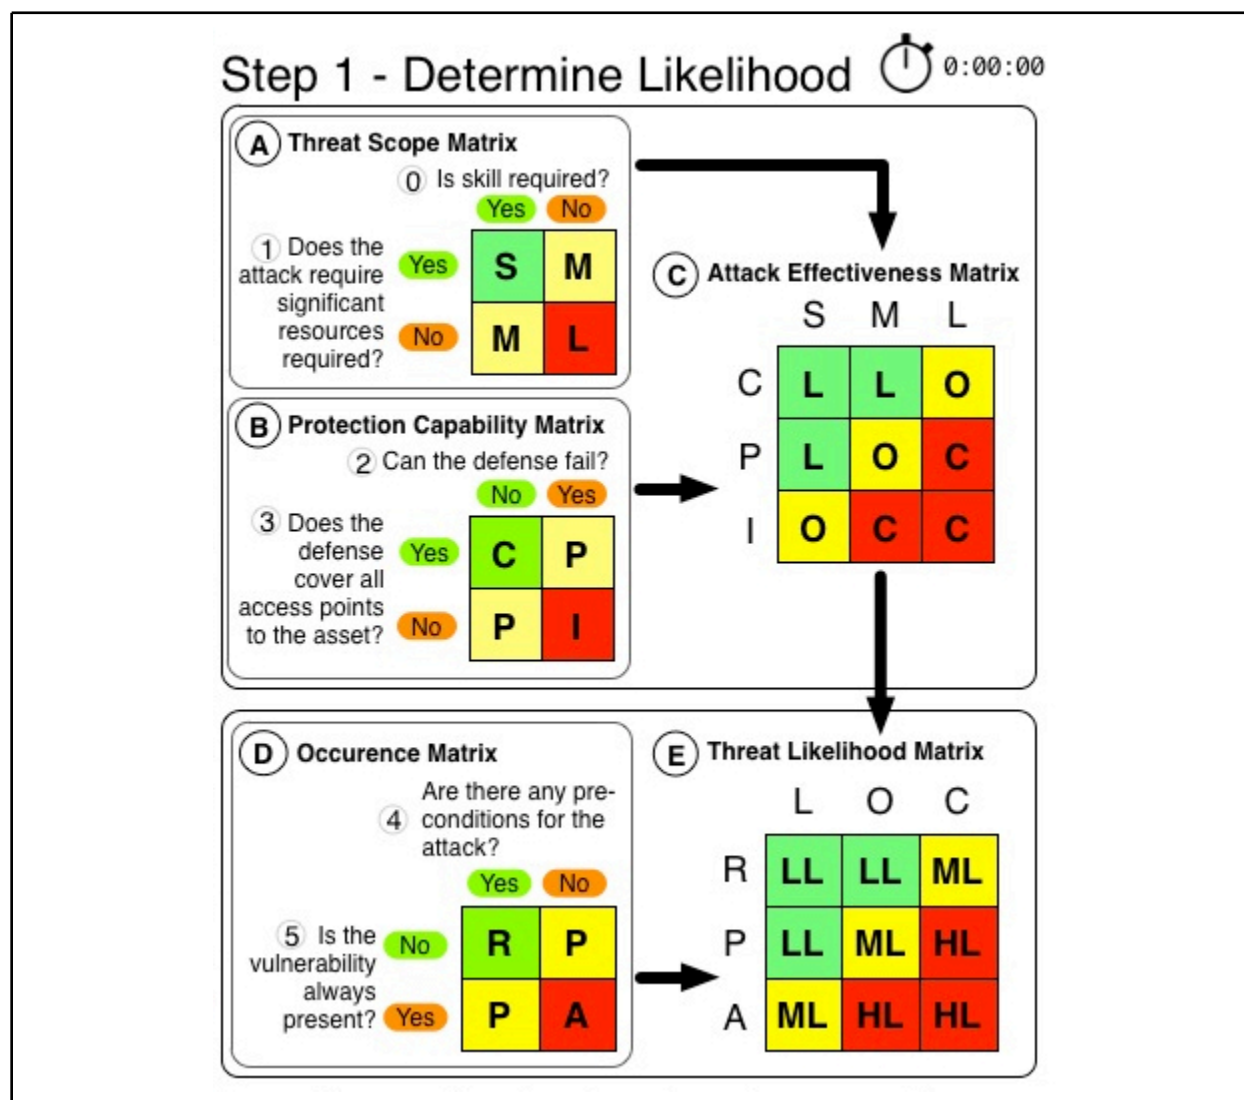 Step 1 - Determine Likelihood
0:00:00
A Threat Scope Matrix
0 Is skill required?
Yes No
1 Does the
attack require
significant
resources
required?
Yes S M
No M L
B Protection Capability Matrix
2 Can the defense fail?
No Yes
3 Does the
defense
cover all
access points
to the asset?
Yes C P
No P I
C Attack Effectiveness Matrix
S M L
C L L O
P L O C
I O C C
D Occurence Matrix
Are there any pre-
4 conditions for the
attack?
Yes No
5 Is the
vulnerability
always
present?
No R P
Yes P A
E Threat Likelihood Matrix
L O C
R LL LL ML
P LL ML HL
A ML HL HL